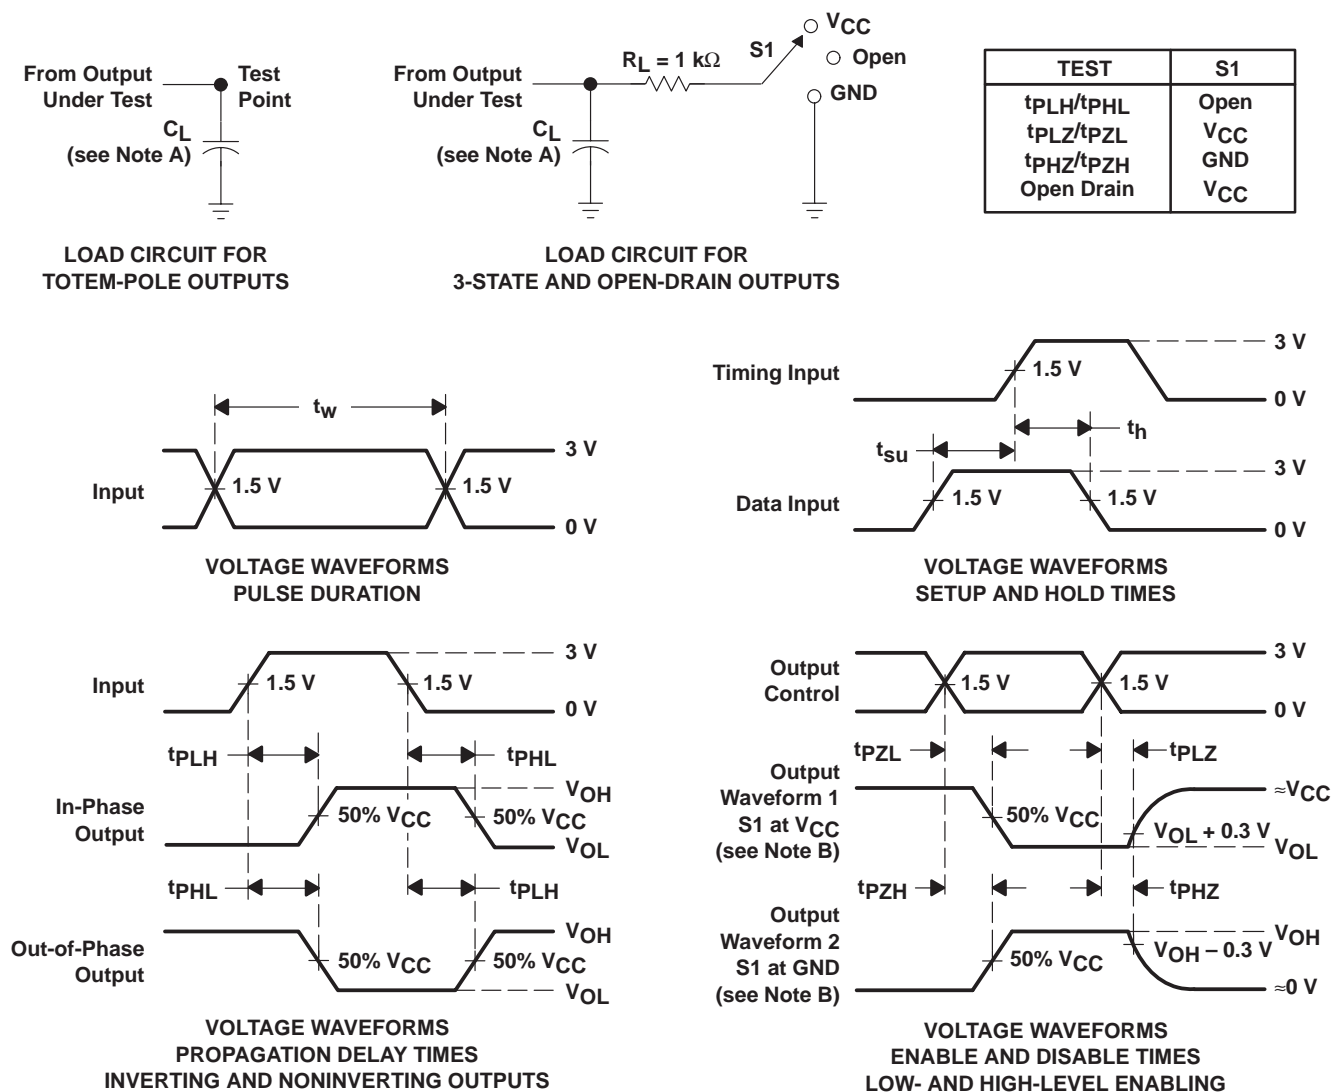 From Output
Under Test
Test
Point
CL
(see Note A)
LOAD CIRCUIT FOR
TOTEM-POLE OUTPUTS
From Output
Under Test
RL = 1 kΩ
S1
VCC
Open
GND
CL
(see Note A)
LOAD CIRCUIT FOR
3-STATE AND OPEN-DRAIN OUTPUTS
TEST S1
tPLH/tPHL Open
tPLZ/tPZL VCC
tPHZ/tPZH GND
Open Drain VCC
tw
Input
1.5 V
1.5 V
3 V
0 V
VOLTAGE WAVEFORMS
PULSE DURATION
Timing Input
1.5 V
3 V
0 V
tsu
th
Data Input
1.5 V
1.5 V
3 V
0 V
VOLTAGE WAVEFORMS
SETUP AND HOLD TIMES
Input
1.5 V
1.5 V
3 V
0 V
tPLH
tPHL
In-Phase
Output
50% VCC
50% VCC
VOH
VOL
tPHL
tPLH
Out-of-Phase
Output
50% VCC
50% VCC
VOH
VOL
VOLTAGE WAVEFORMS
PROPAGATION DELAY TIMES
INVERTING AND NONINVERTING OUTPUTS
Output
Control
1.5 V
1.5 V
3 V
0 V
tPZL
tPLZ
Output
Waveform 1
S1 at VCC
(see Note B)
50% VCC
VOL + 0.3 V
≈VCC
VOL
tPZH
tPHZ
Output
Waveform 2
S1 at GND
(see Note B)
50% VCC
VOH – 0.3 V
VOH
≈0 V
VOLTAGE WAVEFORMS
ENABLE AND DISABLE TIMES
LOW- AND HIGH-LEVEL ENABLING